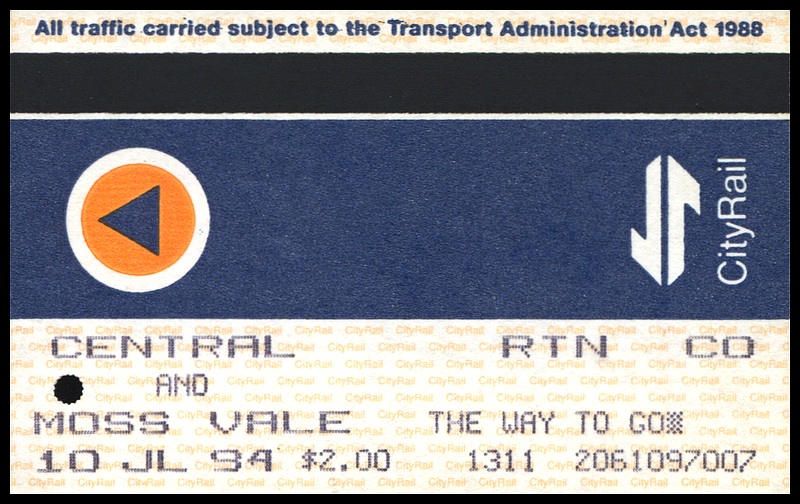 All traffic carried subject to the Transport Administration Act 1988
CityRail
CENTRAL RTN CO
AND
MOSS VALE THE WAY TO GO
10 JL 94 $2.00 1311 2061097007